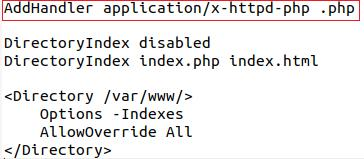 AddHandler application/x-httpd-php .php
DirectoryIndex disabled
DirectoryIndex index.php index.html
<Directory /var/www/>
    Options -Indexes
    AllowOverride All
</Directory>